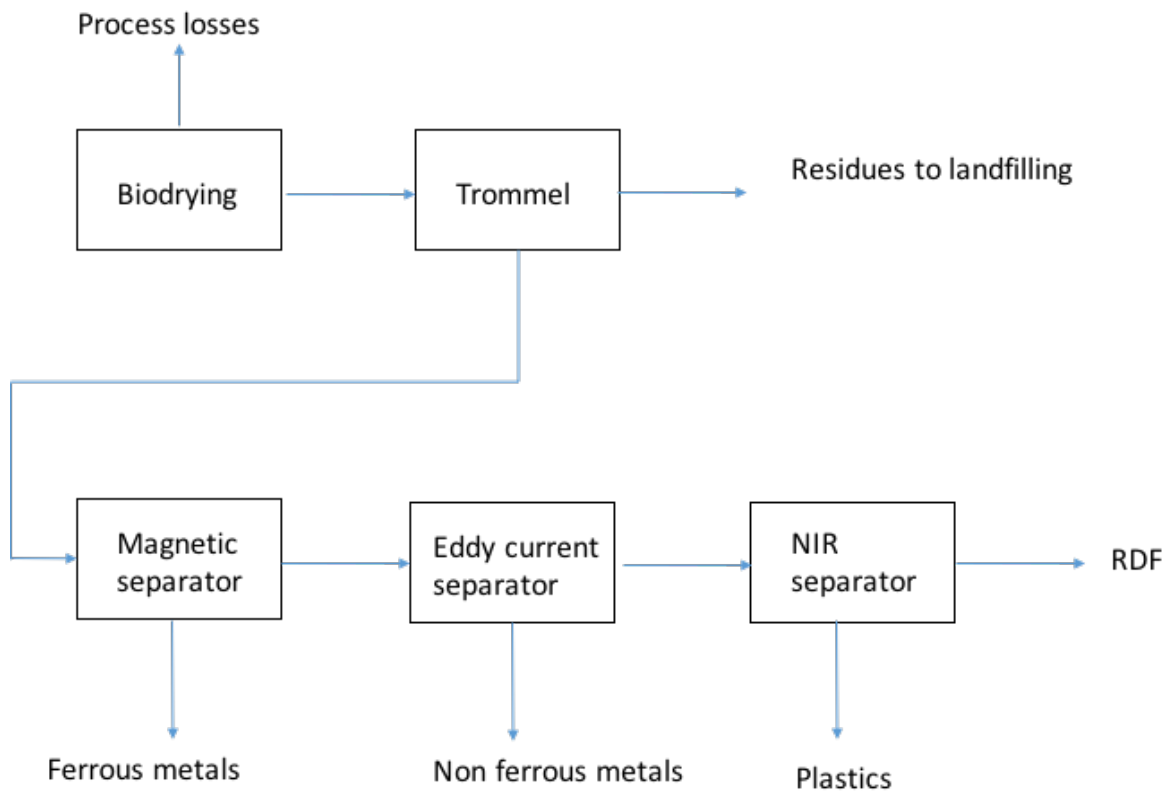 Process losses
Biodrying
Trommel
Residues to landfilling
Magnetic
separator
Eddy current
separator
NIR
separator
RDF
Ferrous metals
Non ferrous metals
Plastics